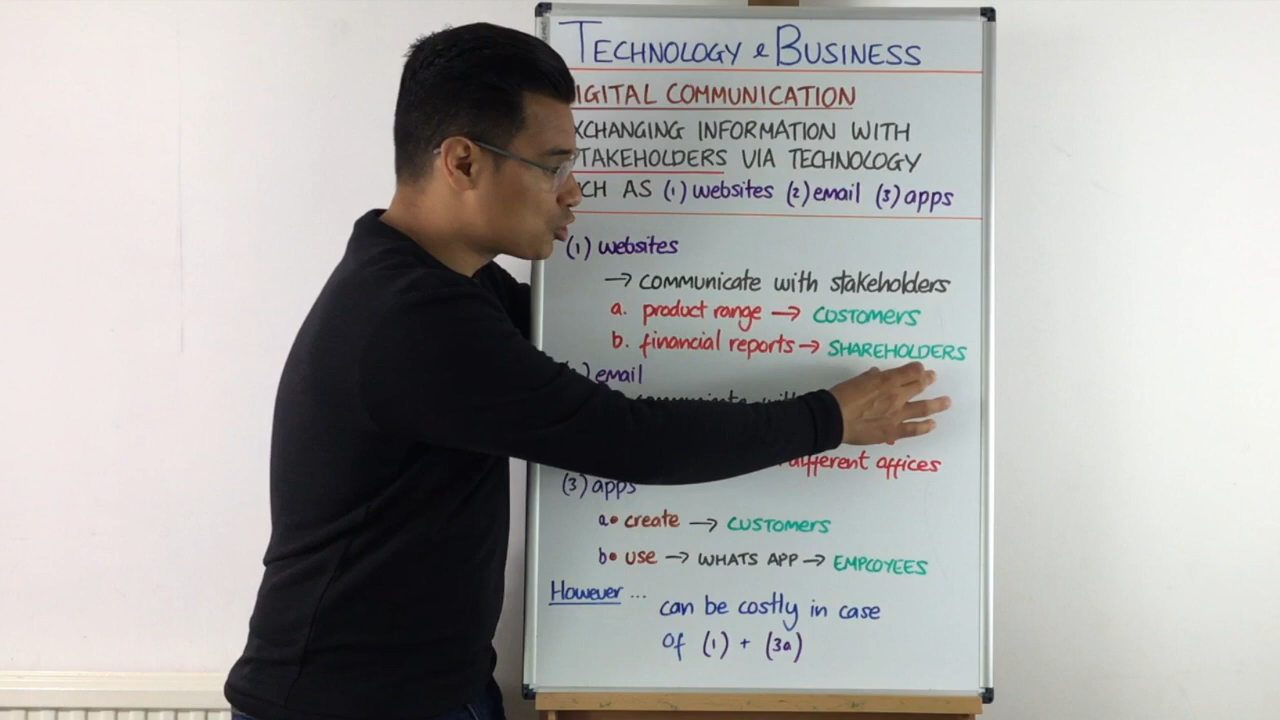 TECHNOLOGY & BUSINESS
IGITAL COMMUNICATION
XCHANGING INFORMATION WITH
TAKEHOLDERS VIA TECHNOLOGY
CH AS (1) websites (2) email (3) apps
(1) websites
→ COMMUNICATE WITH stakeholders
a. product range → COSTOMERS
b. financial reports → SHAREHOLDERS
) email
different offices
(3) apps
a• create → CUSTOMERS
b• USE → WHATS APP → EMPLOYEES
However ... can be costly in case
of (1) + (3a)